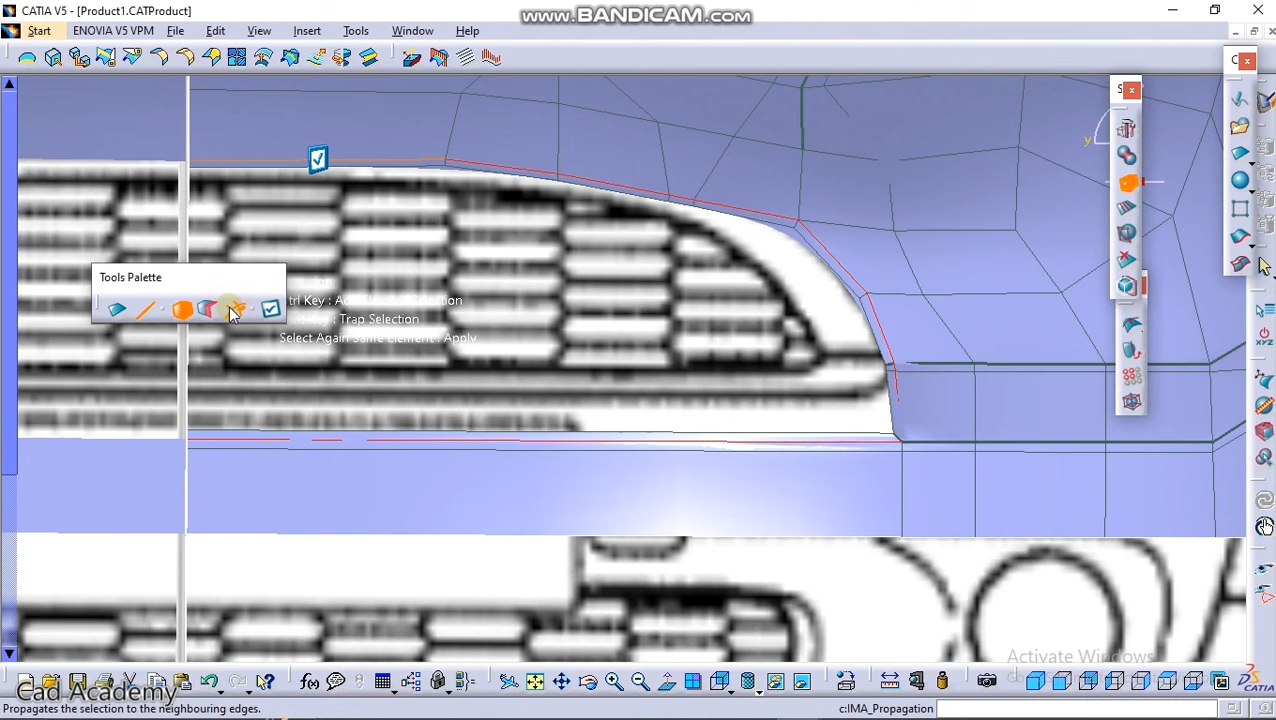 CATIA V5 - [Product1.CATProduct]
www.BANDICAM.com
Start ENOVIA V5 VPM File Edit View Insert Tools Window Help
y
Tools Palette
Key : Trap Selection
Select Again Same Element : Apply
Activate Windows
Cad Academy
Propagates the selection to the neighbouring edges.
c:IMA_Propagation